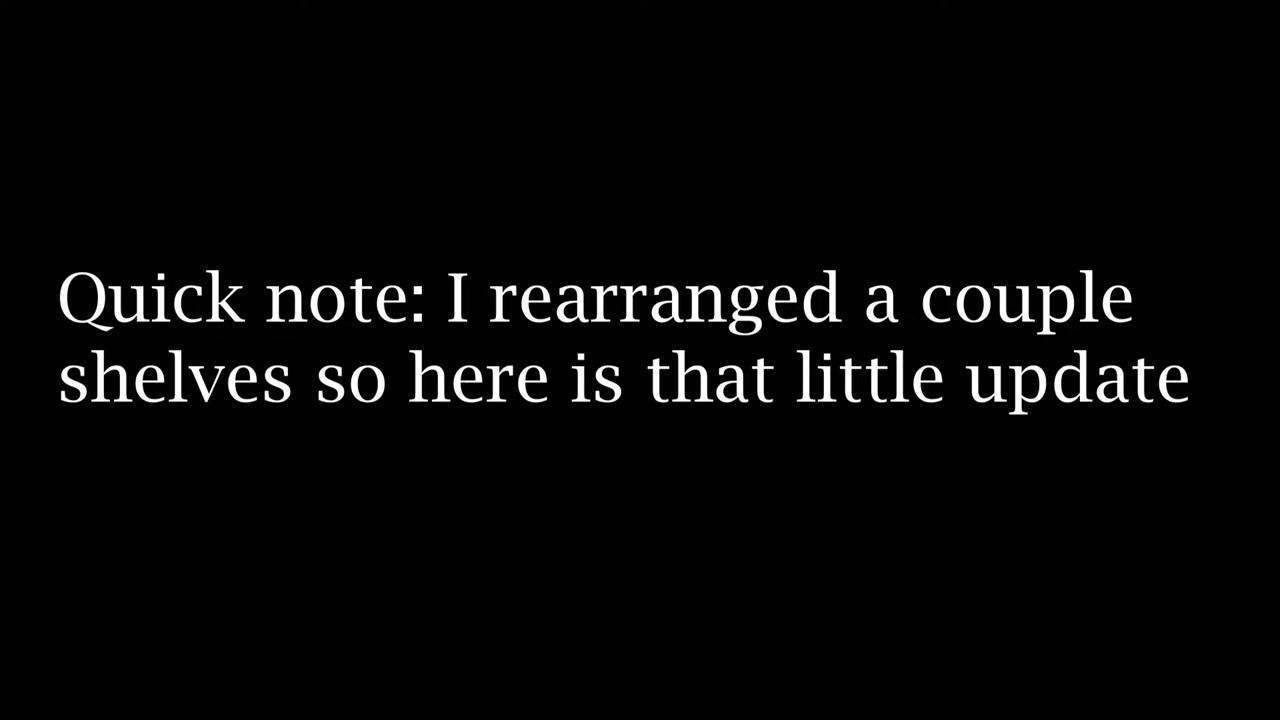 Quick note: I rearranged a couple
shelves so here is that little update